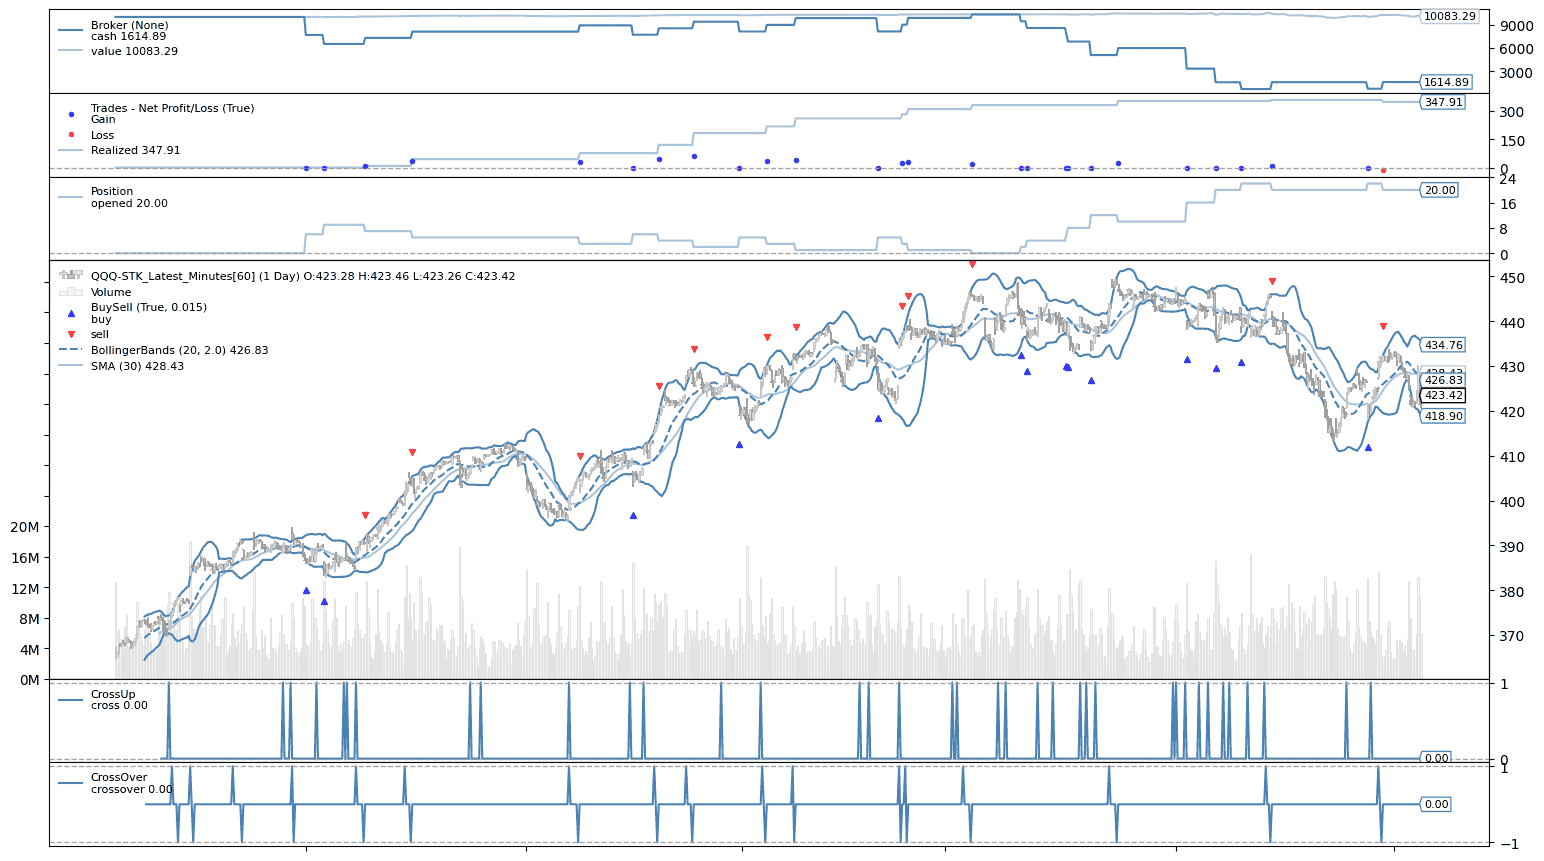 Broker (None)
cash 1614.89
value 10083.29
10083.29
9000
6000
3000
1614.89
Trades - Net Profit/Loss (True)
Gain
Loss
Realized 347.91
347.91
300
150
0
Position
opened 20.00
24
20.00
16
8
0
QQQ-STK_Latest_Minutes[60] (1 Day) O:423.28 H:423.46 L:423.26 C:423.42
Volume
BuySell (True, 0.015)
buy
sell
BollingerBands (20, 2.0) 426.83
SMA (30) 428.43
450
440
434.76
430
428.43
426.83
423.42
420
418.90
410
400
390
380
370
20M
16M
12M
8M
4M
0M
CrossUp
cross 0.00
1
0.00
0
CrossOver
crossover 0.00
1
0.00
−1